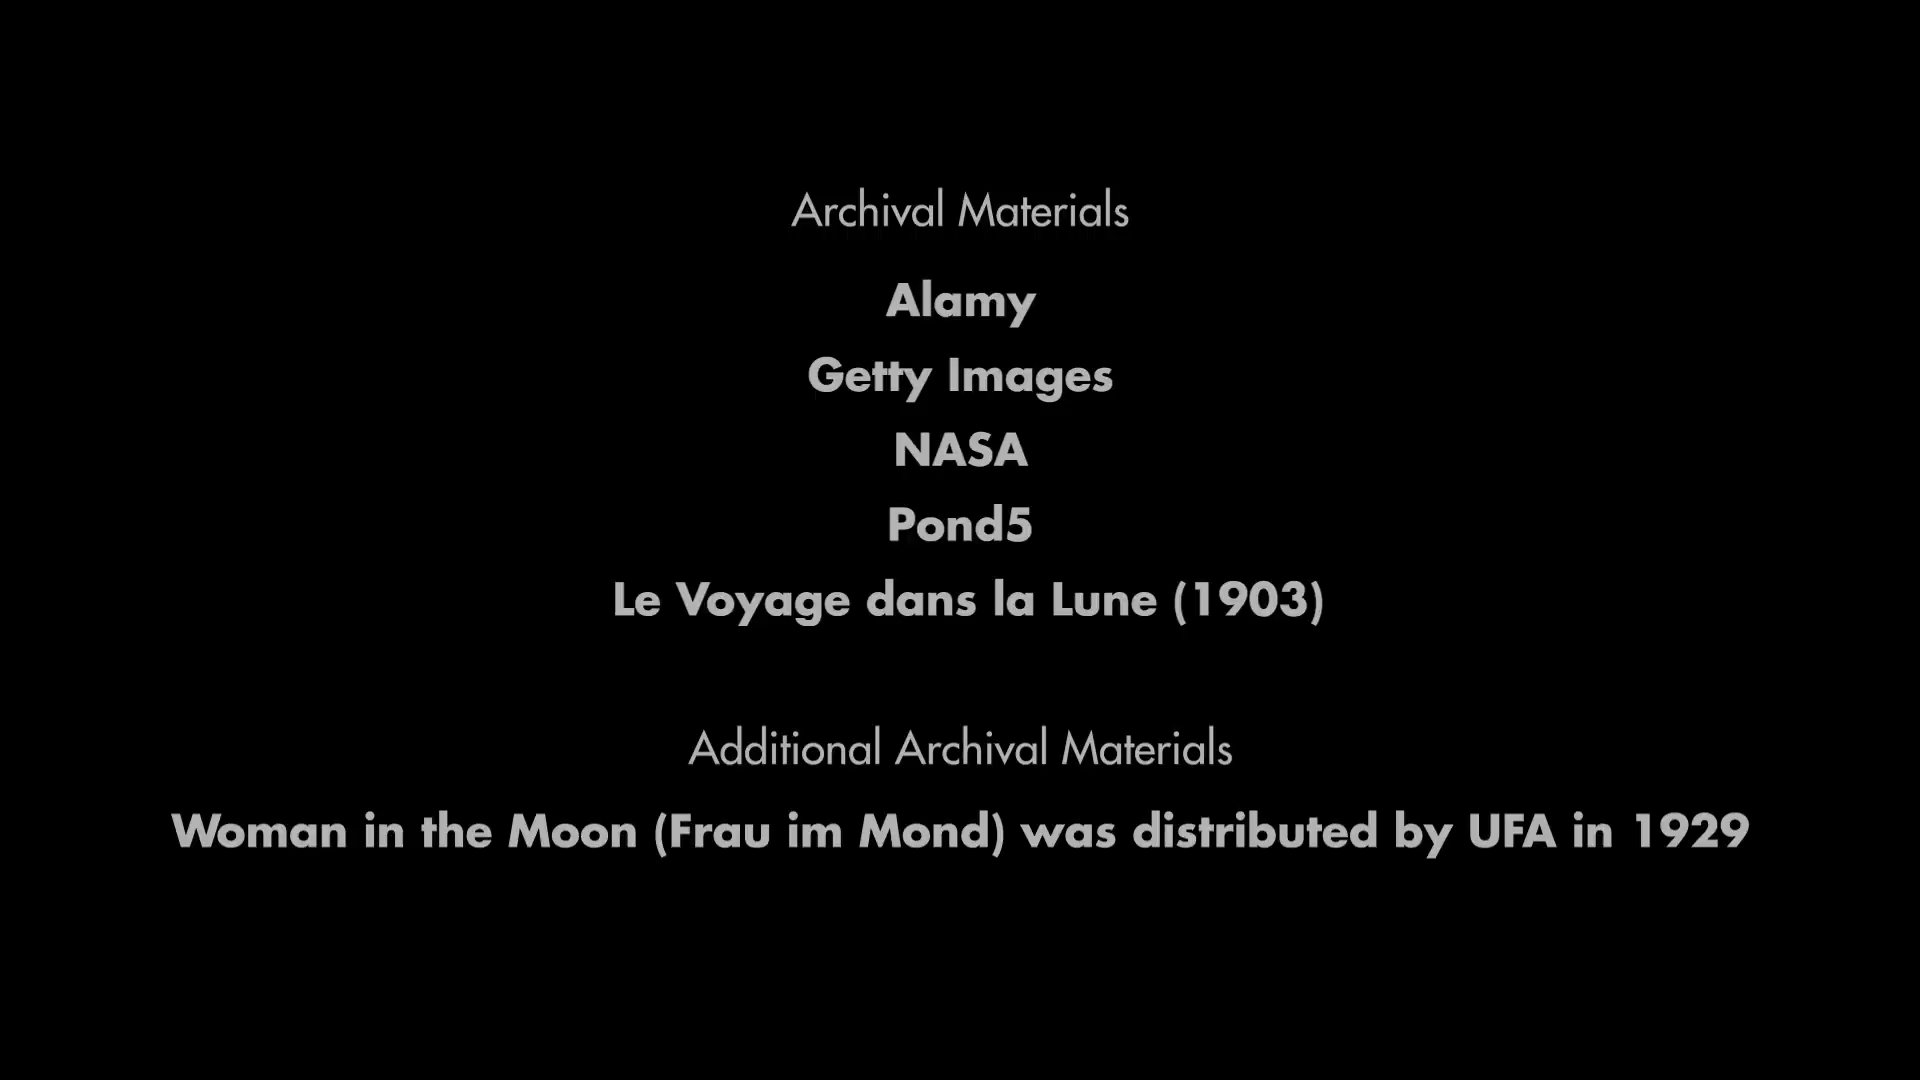 Archival Materials
Alamy
Getty Images
NASA
Pond5
Le Voyage dans la Lune (1903)
Additional Archival Materials
Woman in the Moon (Frau im Mond) was distributed by UFA in 1929